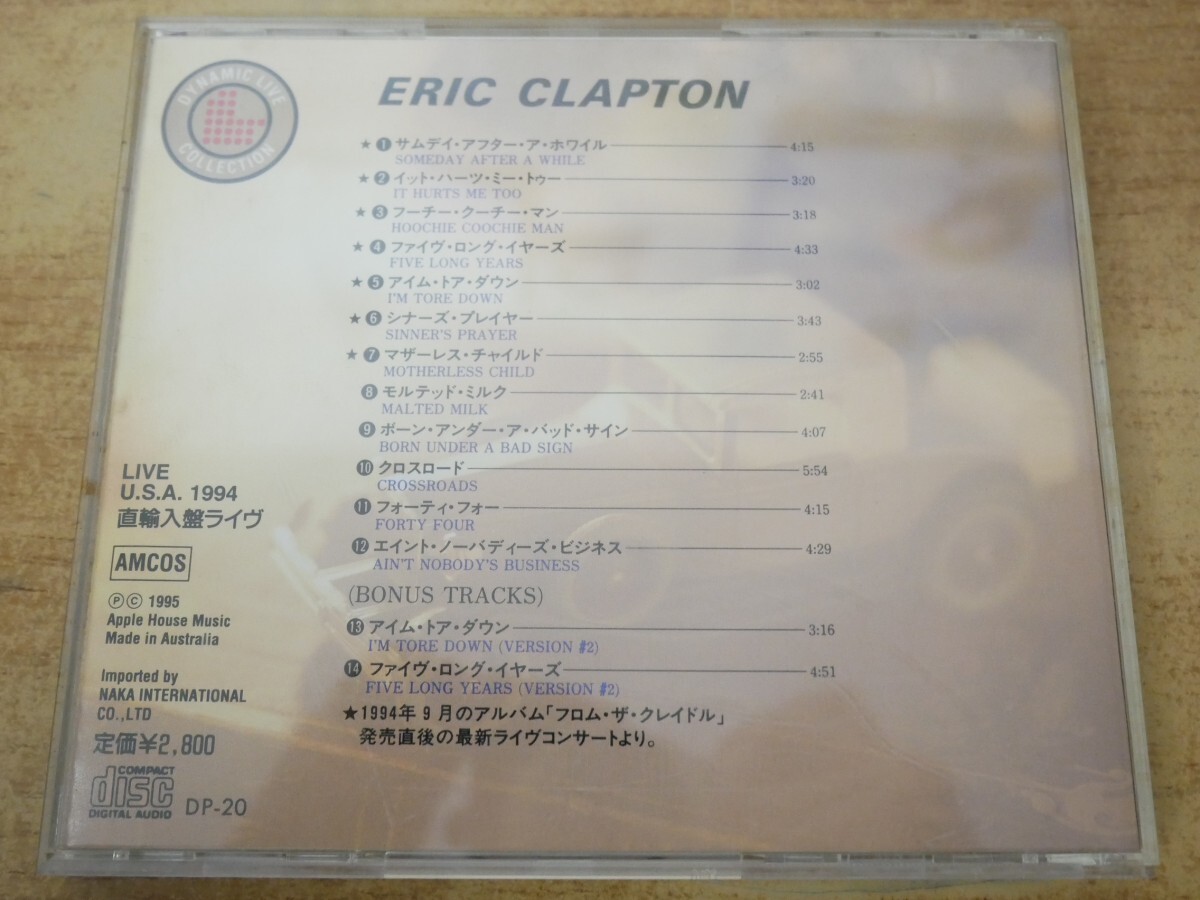 DYNAMIC LIVE
COLLECTION
ERIC CLAPTON
★ ❶ サムデイ・アフター・ア・ホワイル 4:15
SOMEDAY AFTER A WHILE
★ ❷ イット・ハーツ・ミー・トゥー 3:20
IT HURTS ME TOO
★ ❸ フーチー・クーチー・マン 3:18
HOOCHIE COOCHIE MAN
★ ❹ ファイヴ・ロング・イヤーズ 4:33
FIVE LONG YEARS
★ ❺ アイム・トア・ダウン 3:02
I'M TORE DOWN
★ ❻ シナーズ・プレイヤー 3:43
SINNER'S PRAYER
★ ❼ マザーレス・チャイルド 2:55
MOTHERLESS CHILD
❽ モルテッド・ミルク 2:41
MALTED MILK
❾ ボーン・アンダー・ア・バッド・サイン 4:07
BORN UNDER A BAD SIGN
❿ クロスロード 5:54
CROSSROADS
⓫ フォーティ・フォー 4:15
FORTY FOUR
⓬ エイント・ノーバディーズ・ビジネス 4:29
AIN'T NOBODY'S BUSINESS
(BONUS TRACKS)
⓭ アイム・トア・ダウン 3:16
I'M TORE DOWN (VERSION #2)
⓮ ファイヴ・ロング・イヤーズ 4:51
FIVE LONG YEARS (VERSION #2)
★1994年9月のアルバム「フロム・ザ・クレイドル」
発売直後の最新ライヴコンサートより。
LIVE
U.S.A. 1994
直輸入盤ライヴ
AMCOS
ⓅⒸ 1995
Apple House Music
Made in Australia
Imported by
NAKA INTERNATIONAL
CO.,LTD
定価¥2,800
COMPACT
disc
DIGITAL AUDIO
DP-20